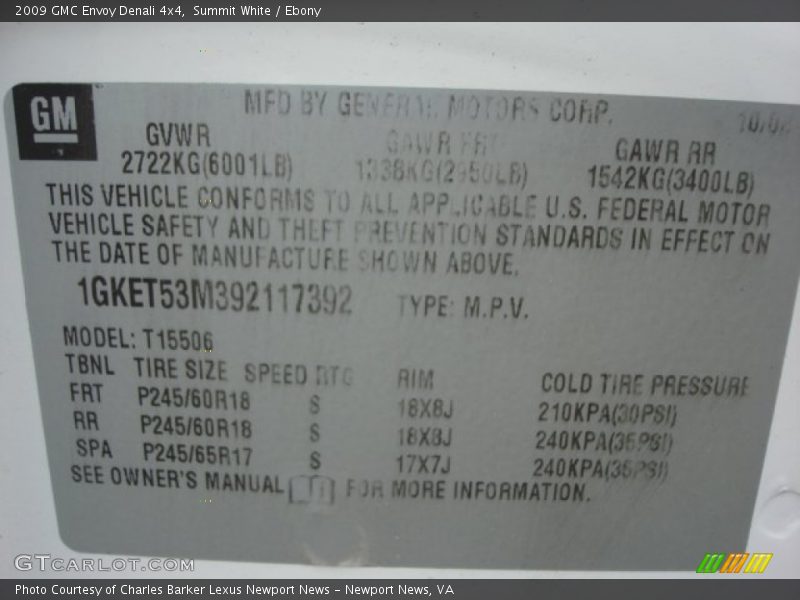 2009 GMC Envoy Denali 4x4, Summit White / Ebony
GM
MFD BY GENERAL MOTORS CORP.
GVWR GAWR FRT GAWR RR
2722KG(6001LB) 1338KG(2950LB) 1542KG(3400LB)
THIS VEHICLE CONFORMS TO ALL APPLICABLE U.S. FEDERAL MOTOR
VEHICLE SAFETY AND THEFT PREVENTION STANDARDS IN EFFECT ON
THE DATE OF MANUFACTURE SHOWN ABOVE.
1GKET53M392117392 TYPE: M.P.V.
MODEL: T15506
TBNL TIRE SIZE SPEED RTG RIM COLD TIRE PRESSURE
FRT P245/60R18 S 18X8J 210KPA(30PSI)
RR P245/60R18 S 18X8J 240KPA(35PSI)
SPA P245/65R17 S 17X7J 240KPA(35PSI)
SEE OWNER'S MANUAL FOR MORE INFORMATION.
GTCARLOT.COM
Photo Courtesy of Charles Barker Lexus Newport News – Newport News, VA